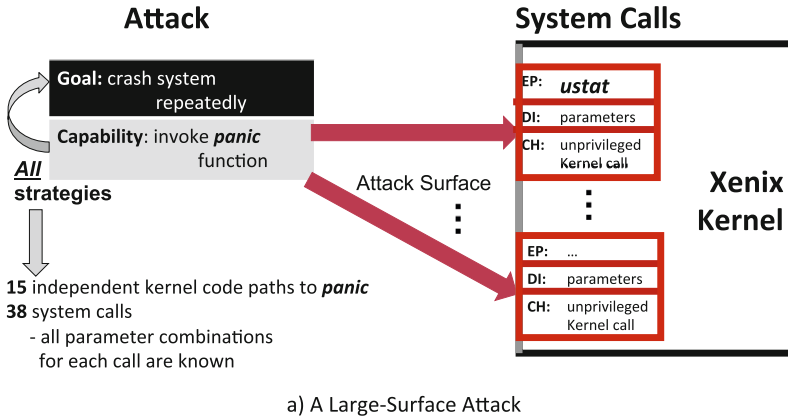 Attack
System Calls
Goal: crash system
repeatedly
Capability: invoke panic
function
All
strategies
15 independent kernel code paths to panic
38 system calls
- all parameter combinations
for each call are known
Attack Surface
EP: ustat
DI: parameters
CH: unprivileged
Kernel call
EP: ...
DI: parameters
CH: unprivileged
Kernel call
Xenix
Kernel
a) A Large-Surface Attack